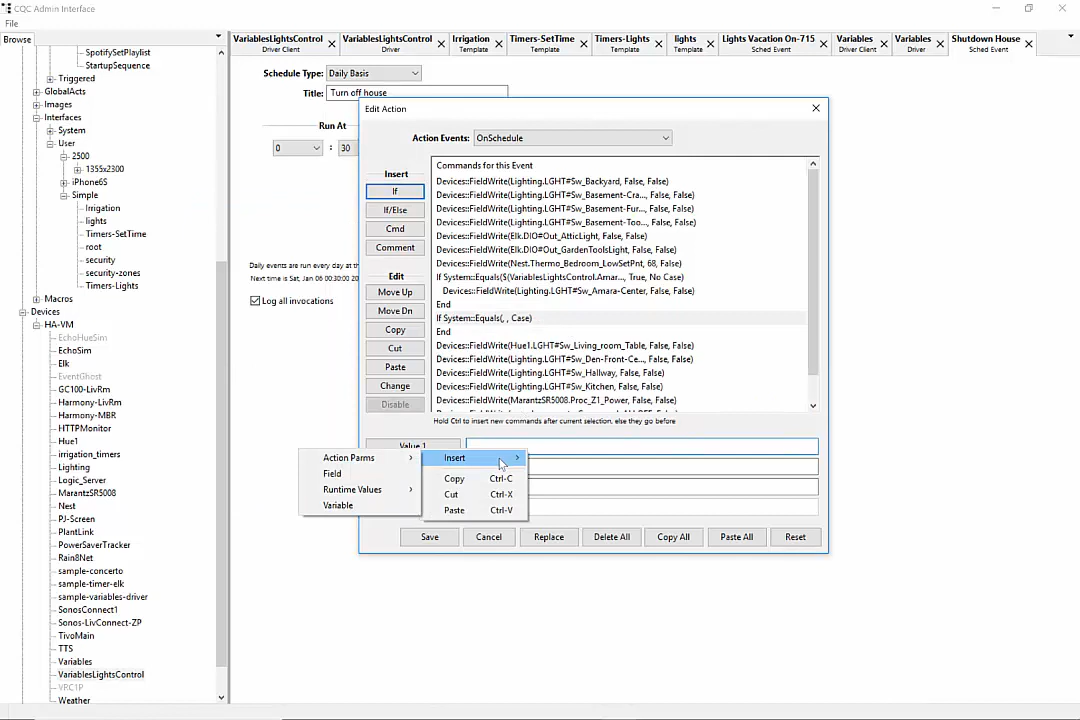 CQC Admin Interface
File
Browse
SpotifySetPlaylist
StartupSequence
Triggered
GlobalActs
Images
Interfaces
System
User
2500
1355x2300
iPhone6S
Simple
Irrigation
lights
Timers-SetTime
root
security
security-zones
Timers-Lights
Macros
Devices
HA-VM
EchoHueSim
EchoSim
Elk
EventGhost
GC100-LivRm
Harmony-LivRm
Harmony-MBR
HTTPMonitor
Hue1
irrigation_timers
Lighting
Logic_Server
MarantzSR5008
Nest
PJ-Screen
PlantLink
PowerSaverTracker
Rain8Net
sample-concerto
sample-timer-elk
sample-variables-driver
SonosConnect1
SonosLivConnect-ZP
TivoMain
TTS
Variables
VariablesLightsControl
VRC1P
Weather
VariablesLightsControl
Driver Client
VariablesLightsControl
Driver
Irrigation
Template
Timers-SetTime
Template
Timers-Lights
Template
lights
Template
Lights Vacation On-715
Sched Event
Variables
Driver Client
Variables
Driver
Shutdown House
Sched Event
Schedule Type: Daily Basis
Title: Turn off house
Run At
0 : 30
Daily events are run every day at the
Next time is Sat, Jan 06 00:30:00 20
Log all invocations
Edit Action
Action Events: OnSchedule
Insert
If
If/Else
Cmd
Comment
Edit
Move Up
Move Dn
Copy
Cut
Paste
Change
Disable
Commands for this Event
Devices::FieldWrite(Lighting.LGHT#Sw_Backyard, False, False)
Devices::FieldWrite(Lighting.LGHT#Sw_Basement-Cra..., False, False)
Devices::FieldWrite(Lighting.LGHT#Sw_Basement-Fur..., False, False)
Devices::FieldWrite(Lighting.LGHT#Sw_Basement-Too..., False, False)
Devices::FieldWrite(Elk.DIO#Out_AtticLight, False, False)
Devices::FieldWrite(Elk.DIO#Out_GardenToolsLight, False, False)
Devices::FieldWrite(Nest.Thermo_Bedroom_LowSetPnt, 68, False)
If System::Equals($(VariablesLightsControl.Amar..., True, No Case)
Devices::FieldWrite(Lighting.LGHT#Sw_Amara-Center, False, False)
End
If System::Equals(, , Case)
End
Devices::FieldWrite(Hue1.LGHT#Sw_Living_room_Table, False, False)
Devices::FieldWrite(Lighting.LGHT#Sw_Den-Front-Ce..., False, False)
Devices::FieldWrite(Lighting.LGHT#Sw_Hallway, False, False)
Devices::FieldWrite(Lighting.LGHT#Sw_Kitchen, False, False)
Devices::FieldWrite(MarantzSR5008.Proc_Z1_Power, False, False)
Hold Ctrl to insert new commands after current selection, else they go before
Value 1
Action Parms
Field
Runtime Values
Variable
Insert
Copy Ctrl-C
Cut Ctrl-X
Paste Ctrl-V
Save
Cancel
Replace
Delete All
Copy All
Paste All
Reset